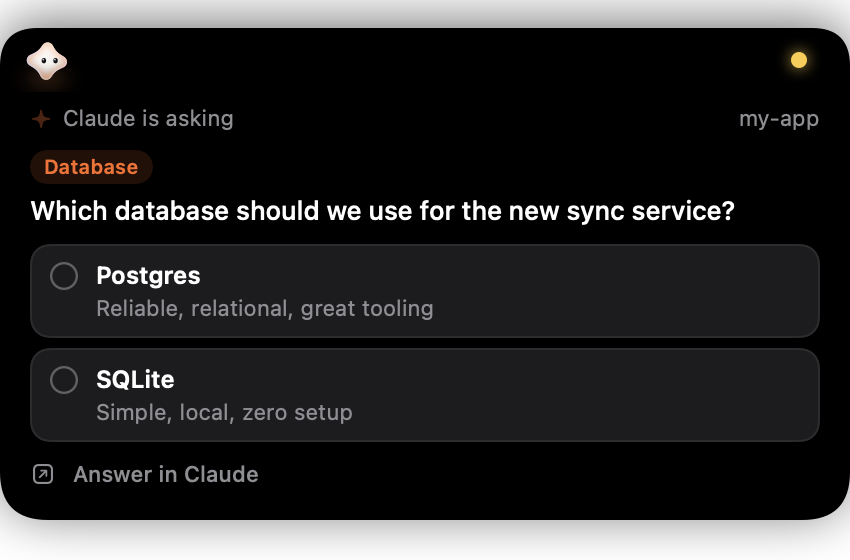 Claude is asking
my-app
Database
Which database should we use for the new sync service?
Postgres
Reliable, relational, great tooling
SQLite
Simple, local, zero setup
Answer in Claude